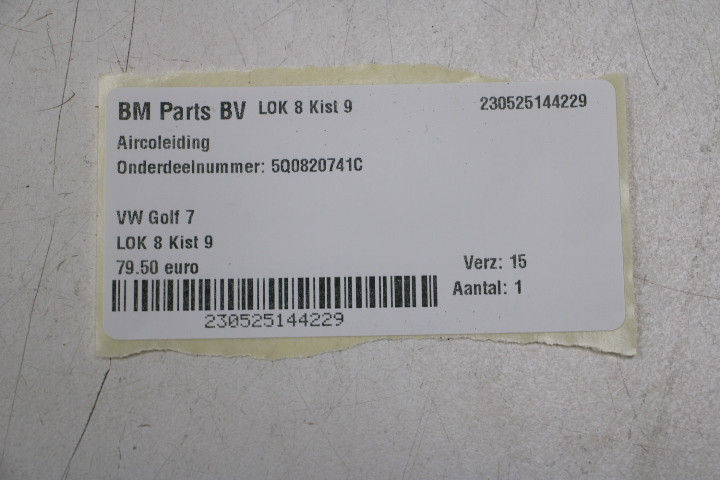 BM Parts BV LOK 8 Kist 9 230525144229
Aircoleiding
Onderdeelnummer: 5Q0820741C
VW Golf 7
LOK 8 Kist 9
79.50 euro Verz: 15
Aantal: 1
230525144229